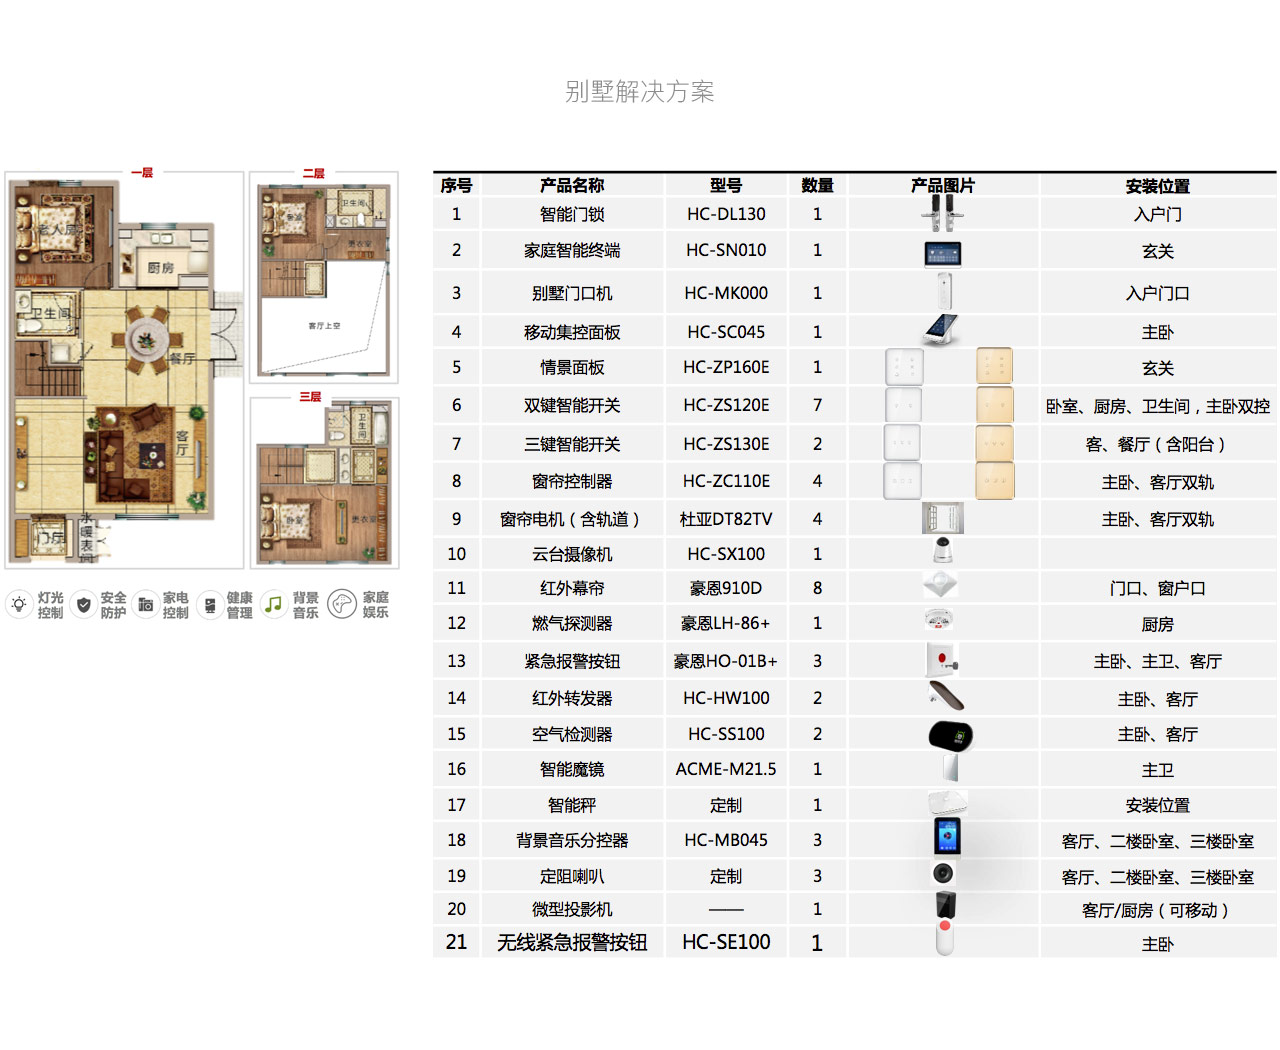 别墅解决方案
一层
老人房
厨房
卫生间
餐厅
客厅
门厅
水暖表间
二层
卧室
卫生间
更衣室
客厅上空
三层
卫生间
卧室
更衣室
灯光控制
安全防护
家电控制
健康管理
背景音乐
家庭娱乐
序号 产品名称 型号 数量 产品图片 安装位置
1 智能门锁 HC-DL130 1 入户门
2 家庭智能终端 HC-SN010 1 玄关
3 别墅门口机 HC-MK000 1 入户门口
4 移动集控面板 HC-SC045 1 主卧
5 情景面板 HC-ZP160E 1 玄关
6 双键智能开关 HC-ZS120E 7 卧室、厨房、卫生间，主卧双控
7 三键智能开关 HC-ZS130E 2 客、餐厅（含阳台）
8 窗帘控制器 HC-ZC110E 4 主卧、客厅双轨
9 窗帘电机（含轨道） 杜亚DT82TV 4 主卧、客厅双轨
10 云台摄像机 HC-SX100 1
11 红外幕帘 豪恩910D 8 门口、窗户口
12 燃气探测器 豪恩LH-86+ 1 厨房
13 紧急报警按钮 豪恩HO-01B+ 3 主卧、主卫、客厅
14 红外转发器 HC-HW100 2 主卧、客厅
15 空气检测器 HC-SS100 2 主卧、客厅
16 智能魔镜 ACME-M21.5 1 主卫
17 智能秤 定制 1 安装位置
18 背景音乐分控器 HC-MB045 3 客厅、二楼卧室、三楼卧室
19 定阻喇叭 定制 3 客厅、二楼卧室、三楼卧室
20 微型投影机 —— 1 客厅/厨房（可移动）
21 无线紧急报警按钮 HC-SE100 1 主卧